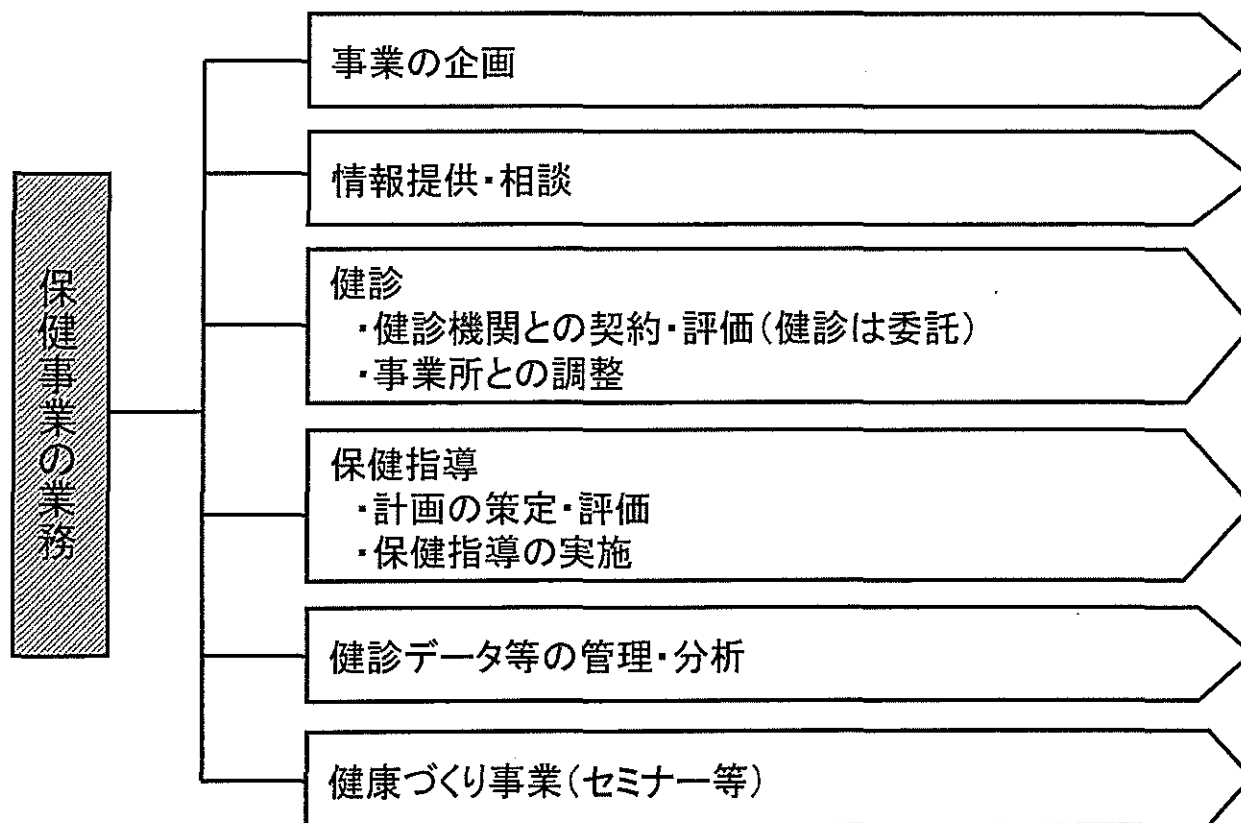 保健事業の業務
事業の企画
情報提供・相談
健診
・健診機関との契約・評価(健診は委託)
・事業所との調整
保健指導
・計画の策定・評価
・保健指導の実施
健診データ等の管理・分析
健康づくり事業(セミナー等)